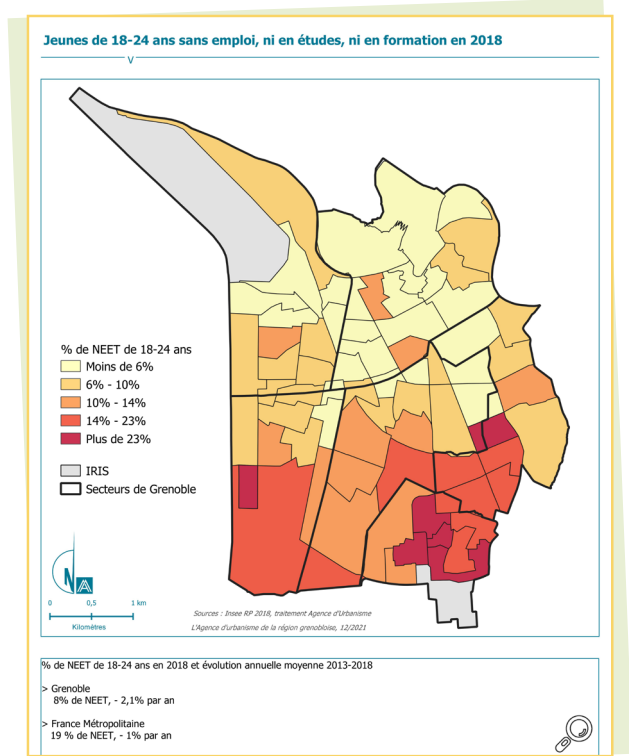 Jeunes de 18-24 ans sans emploi, ni en études, ni en formation en 2018
% de NEET de 18-24 ans
Moins de 6%
6% - 10%
10% - 14%
14% - 23%
Plus de 23%
IRIS
Secteurs de Grenoble
N
0 0,5 1 km
Kilomètres
Sources : Insee RP 2018, traitement Agence d'Urbanisme
L'Agence d'urbanisme de la région grenobloise, 12/2021
% de NEET de 18-24 ans en 2018 et évolution annuelle moyenne 2013-2018
> Grenoble
8% de NEET, - 2,1% par an
> France Métropolitaine
19 % de NEET, - 1% par an